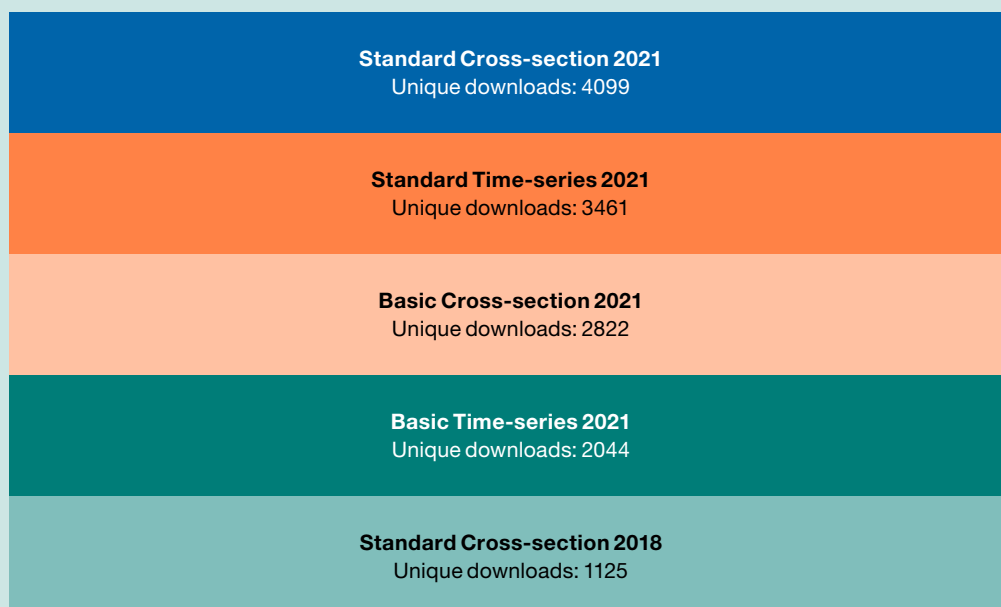 Standard Cross-section 2021
Unique downloads: 4099
Standard Time-series 2021
Unique downloads: 3461
Basic Cross-section 2021
Unique downloads: 2822
Basic Time-series 2021
Unique downloads: 2044
Standard Cross-section 2018
Unique downloads: 1125